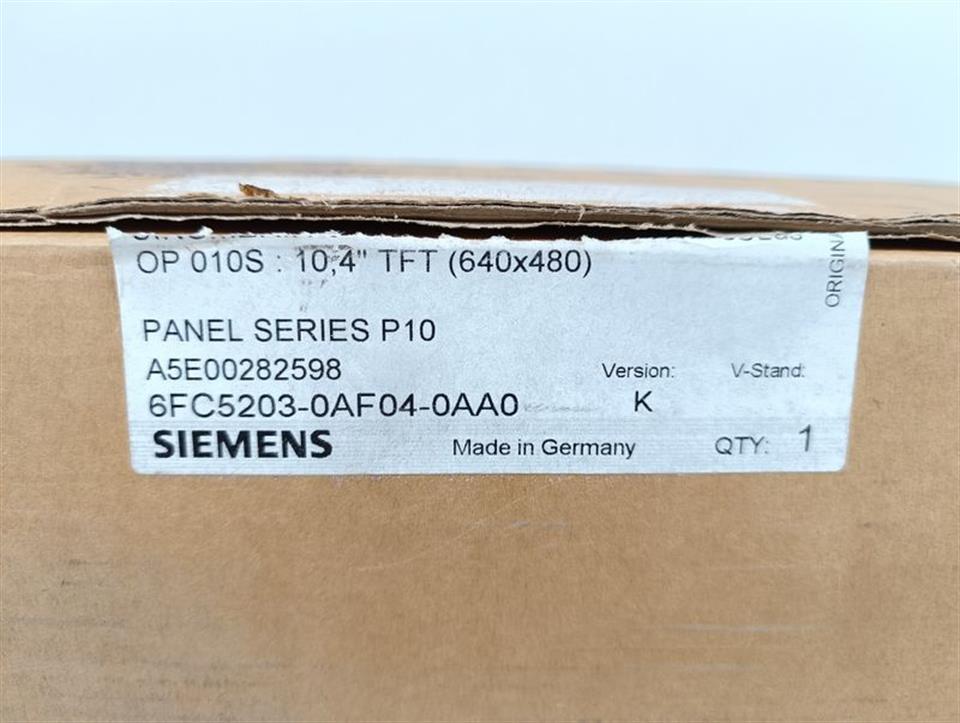 OP 010S : 10,4" TFT (640x480)
ORIGIN
PANEL SERIES P10
A5E00282598
Version: V-Stand:
6FC5203-0AF04-0AA0 K
SIEMENS Made in Germany QTY: 1